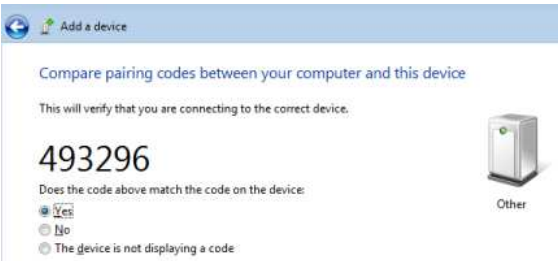 Add a device
Compare pairing codes between your computer and this device
This will verify that you are connecting to the correct device.
493296
Does the code above match the code on the device:
Yes
No
The device is not displaying a code
Other